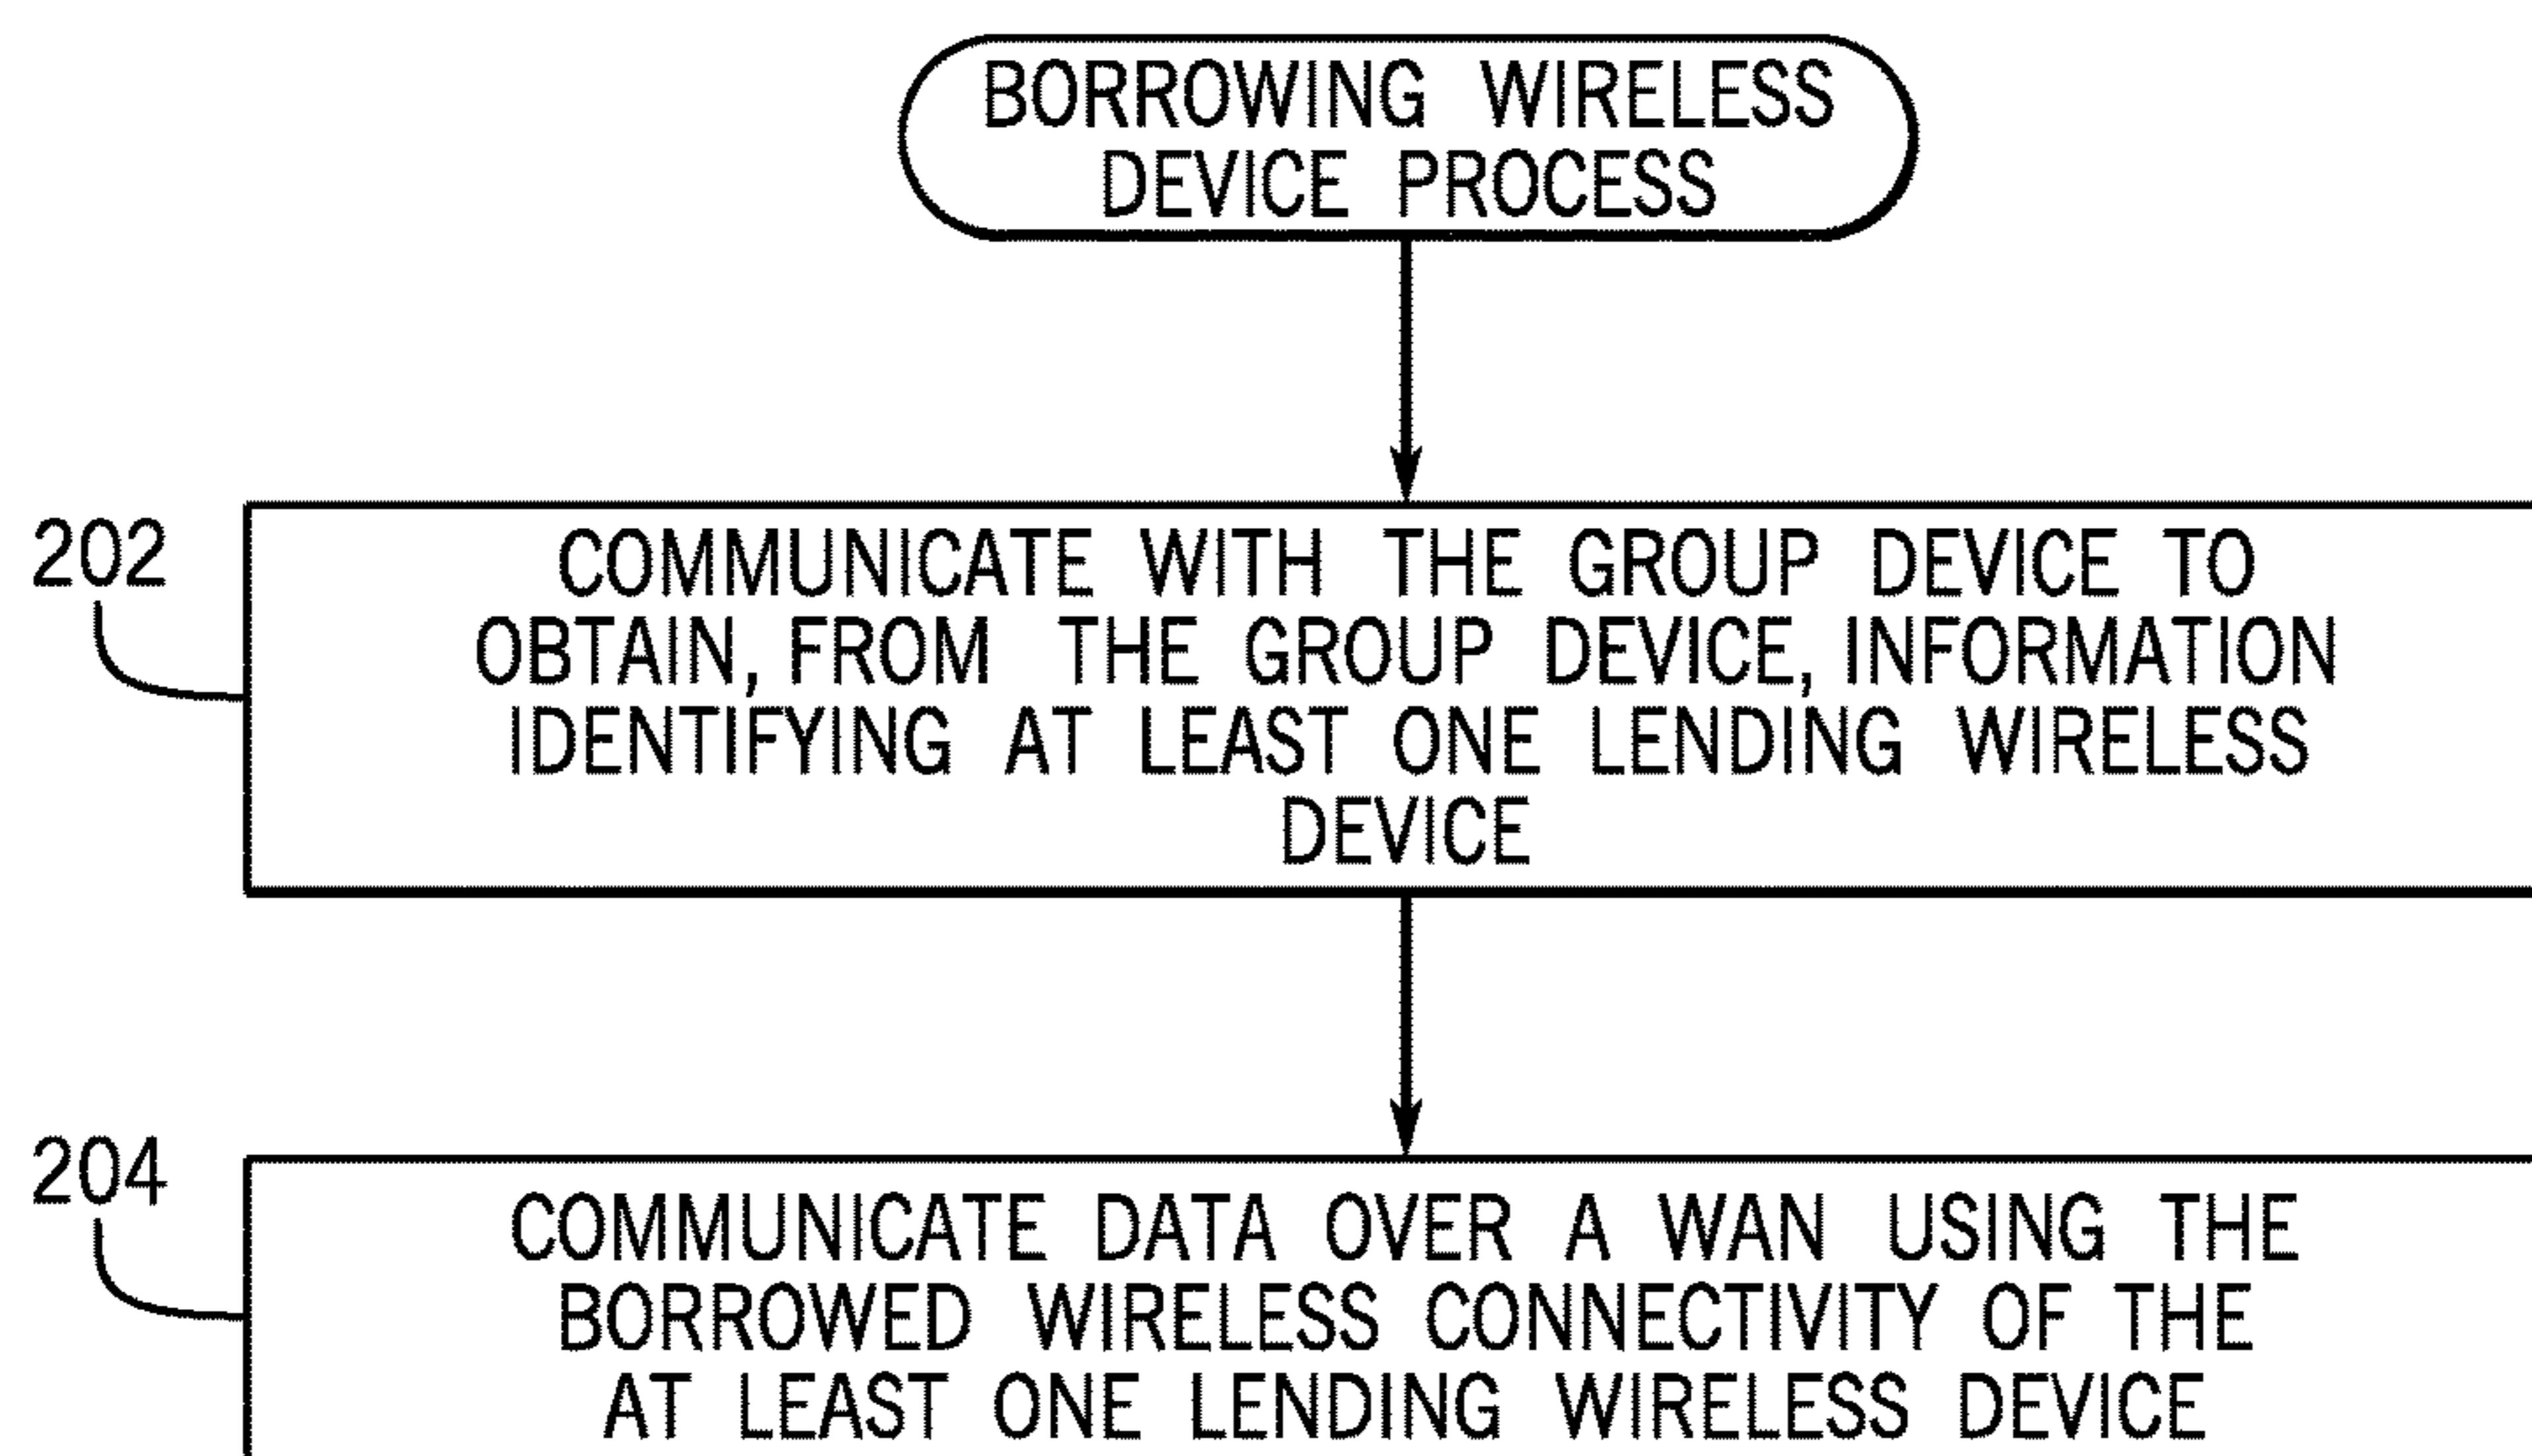 BORROWING WIRELESS
DEVICE PROCESS
202
COMMUNICATE WITH THE GROUP DEVICE TO
OBTAIN, FROM THE GROUP DEVICE, INFORMATION
IDENTIFYING AT LEAST ONE LENDING WIRELESS
DEVICE
204
COMMUNICATE DATA OVER A WAN USING THE
BORROWED WIRELESS CONNECTIVITY OF THE
AT LEAST ONE LENDING WIRELESS DEVICE